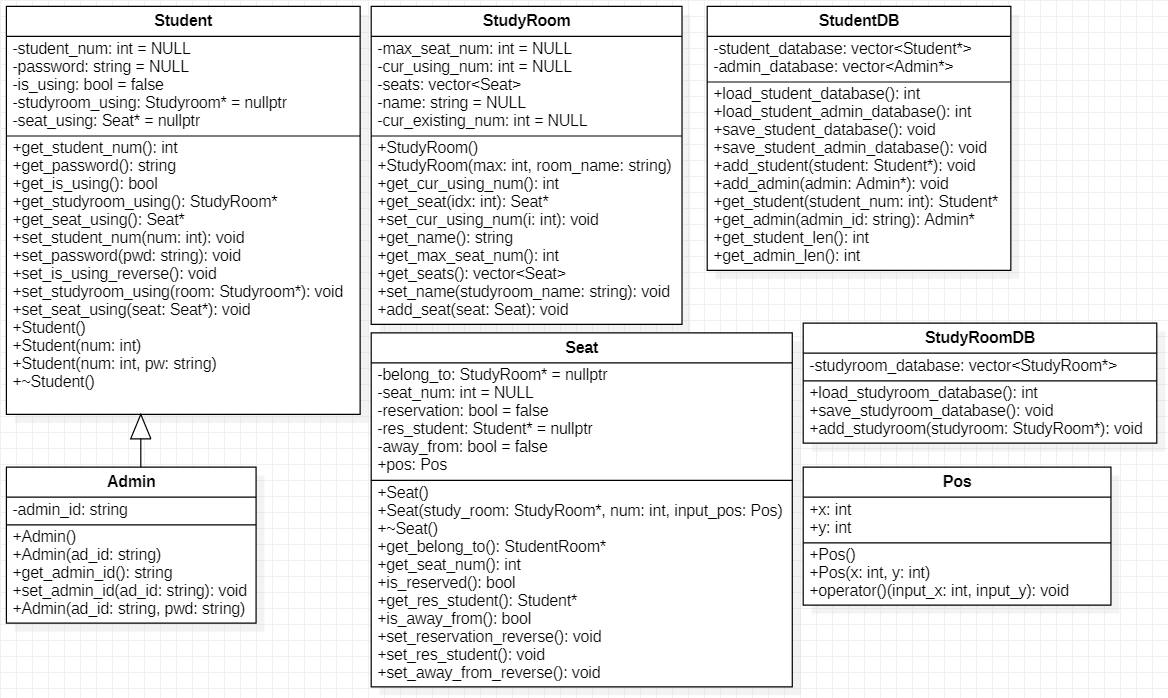 Student
-student_num: int = NULL
-password: string = NULL
-is_using: bool = false
-studyroom_using: Studyroom* = nullptr
-seat_using: Seat* = nullptr
+get_student_num(): int
+get_password(): string
+get_is_using(): bool
+get_studyroom_using(): StudyRoom*
+get_seat_using(): Seat*
+set_student_num(num: int): void
+set_password(pwd: string): void
+set_is_using_reverse(): void
+set_studyroom_using(room: Studyroom*): void
+set_seat_using(seat: Seat*): void
+Student()
+Student(num: int)
+Student(num: int, pw: string)
+~Student()
Admin
-admin_id: string
+Admin()
+Admin(ad_id: string)
+get_admin_id(): string
+set_admin_id(ad_id: string): void
+Admin(ad_id: string, pwd: string)
StudyRoom
-max_seat_num: int = NULL
-cur_using_num: int = NULL
-seats: vector<Seat>
-name: string = NULL
-cur_existing_num: int = NULL
+StudyRoom()
+StudyRoom(max: int, room_name: string)
+get_cur_using_num(): int
+get_seat(idx: int): Seat*
+set_cur_using_num(i: int): void
+get_name(): string
+get_max_seat_num(): int
+get_seats(): vector<Seat>
+set_name(studyroom_name: string): void
+add_seat(seat: Seat): void
Seat
-belong_to: StudyRoom* = nullptr
-seat_num: int = NULL
-reservation: bool = false
-res_student: Student* = nullptr
-away_from: bool = false
+pos: Pos
+Seat()
+Seat(study_room: StudyRoom*, num: int, input_pos: Pos)
+~Seat()
+get_belong_to(): StudentRoom*
+get_seat_num(): int
+is_reserved(): bool
+get_res_student(): Student*
+is_away_from(): bool
+set_reservation_reverse(): void
+set_res_student(): void
+set_away_from_reverse(): void
StudentDB
-student_database: vector<Student*>
-admin_database: vector<Admin*>
+load_student_database(): int
+load_student_admin_database(): int
+save_student_database(): void
+save_student_admin_database(): void
+add_student(student: Student*): void
+add_admin(admin: Admin*): void
+get_student(student_num: int): Student*
+get_admin(admin_id: string): Admin*
+get_student_len(): int
+get_admin_len(): int
StudyRoomDB
-studyroom_database: vector<StudyRoom*>
+load_studyroom_database(): int
+save_studyroom_database(): void
+add_studyroom(studyroom: StudyRoom*): void
Pos
+x: int
+y: int
+Pos()
+Pos(x: int, y: int)
+operator()(input_x: int, input_y): void